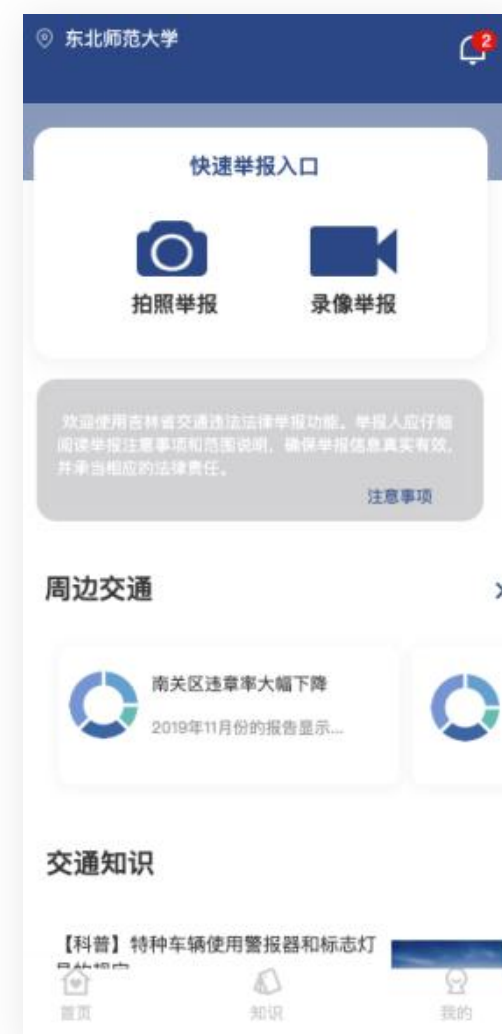 东北师范大学
2
快速举报入口
拍照举报
录像举报
欢迎使用吉林省交通违法法律举报功能。举报人应仔细
阅读举报注意事项和范围说明，确保举报信息真实有效，
并承当相应的法律责任。
注意事项
周边交通
南关区违章率大幅下降
2019年11月份的报告显示...
交通知识
【科普】特种车辆使用警报器和标志灯
具的规定
首页
知识
我的